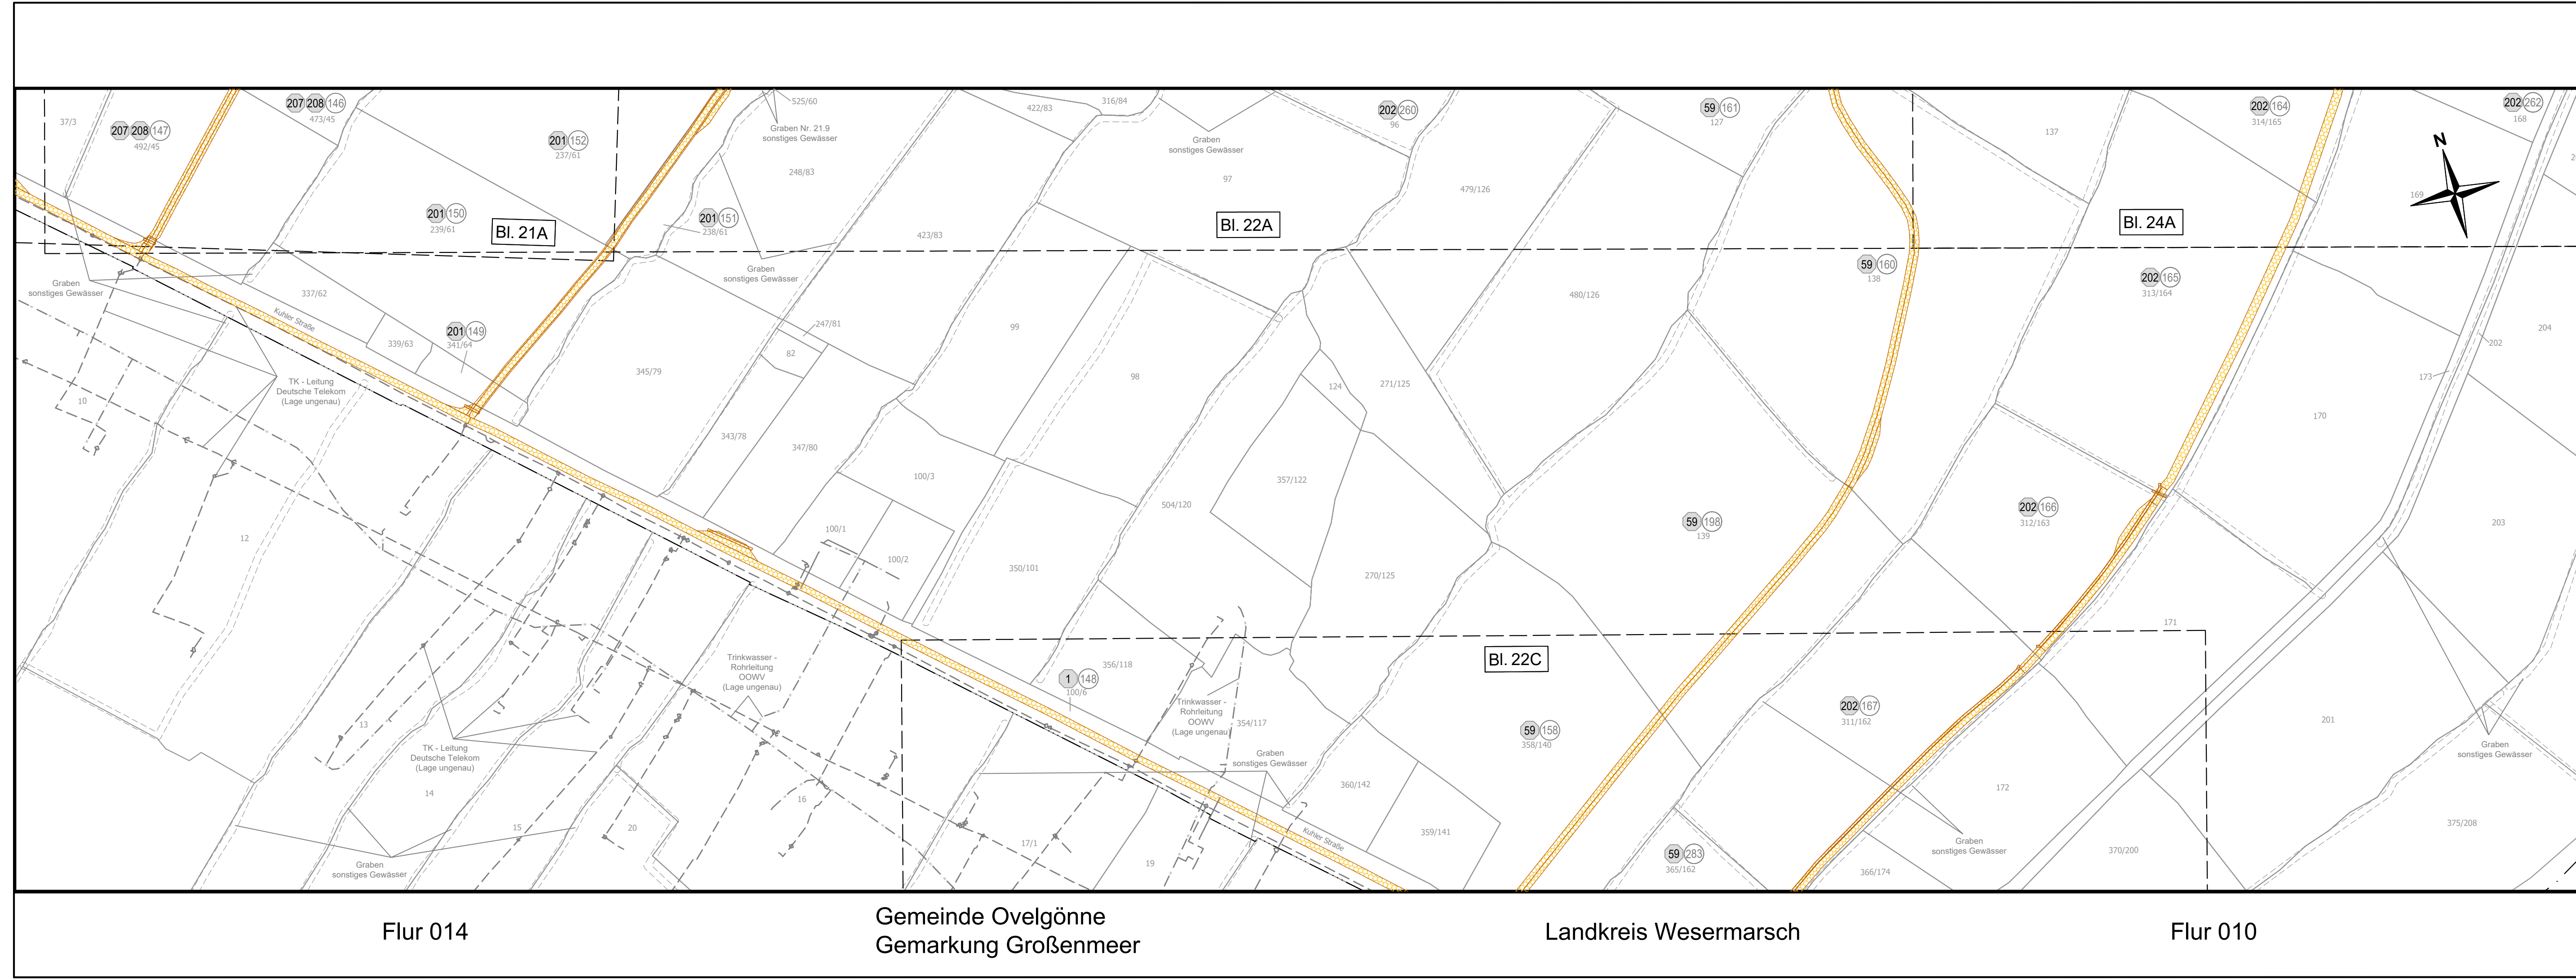 37/3
207 208 147
492/45
207 208 146
473/45
201 152
237/61
525/60
Graben Nr. 21.9
sonstiges Gewässer
248/83
422/83
316/84
Graben
sonstiges Gewässer
202 260
96
97
479/126
59 161
127
137
202 164
314/165
202 262
168
N
169
201 150
239/61
Bl. 21A
201 151
238/61
423/83
Bl. 22A
Bl. 24A
Graben
sonstiges Gewässer
Graben
sonstiges Gewässer
337/62
Kuhler Straße
339/63
201 149
341/64
247/81
82
345/79
99
98
480/126
59 160
138
202 165
313/164
204
202
173
170
TK - Leitung
Deutsche Telekom
(Lage ungenau)
10
343/78
347/80
100/3
124
271/125
357/122
504/120
12
100/1
100/2
350/101
270/125
59 198
139
202 166
312/163
203
171
Trinkwasser -
Rohrleitung
OOWV
(Lage ungenau)
1 148
100/6
356/118
Bl. 22C
Trinkwasser -
Rohrleitung
OOWV
(Lage ungenau)
354/117
59 158
358/140
202 167
311/162
201
13
TK - Leitung
Deutsche Telekom
(Lage ungenau)
14
Graben
sonstiges Gewässer
Graben
sonstiges Gewässer
360/142
172
16
15
20
17/1
19
Kuhler Straße
359/141
59 283
365/162
Graben
sonstiges Gewässer
366/174
370/200
375/208
Graben
sonstiges Gewässer
Flur 014
Gemeinde Ovelgönne
Gemarkung Großenmeer
Landkreis Wesermarsch
Flur 010